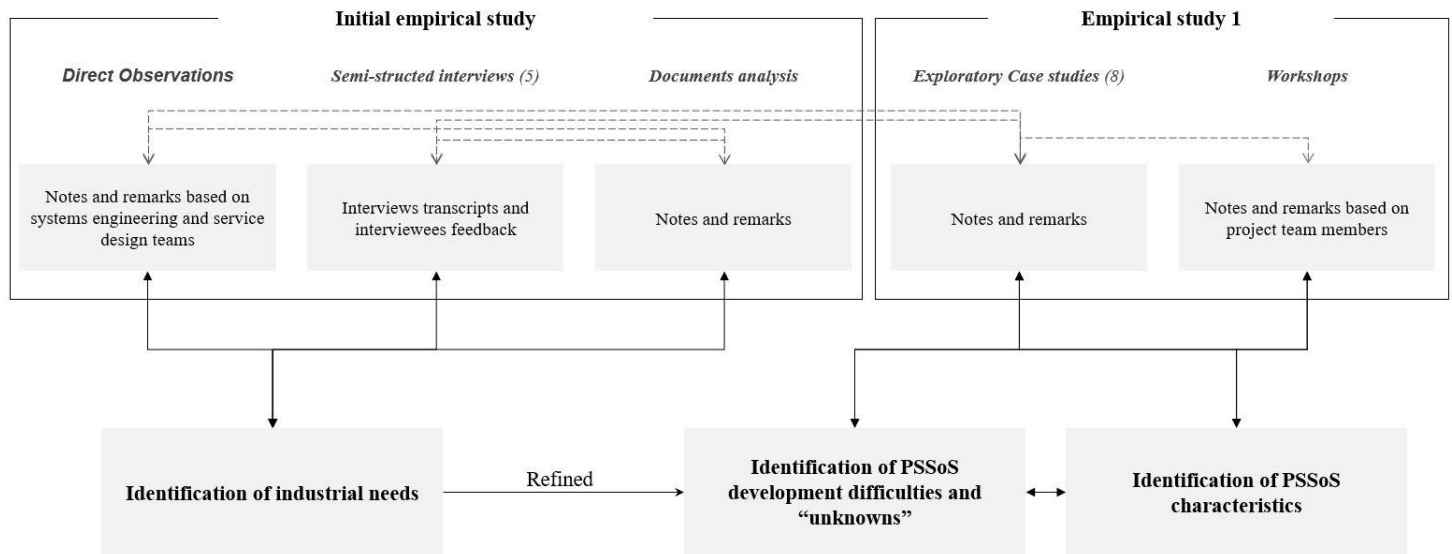 Initial empirical study
Empirical study 1
Direct Observations
Semi-structed interviews (5)
Documents analysis
Exploratory Case studies (8)
Workshops
Notes and remarks based on
systems engineering and service
design teams
Interviews transcripts and
interviewees feedback
Notes and remarks
Notes and remarks
Notes and remarks based on
project team members
Identification of industrial needs
Refined
Identification of PSSoS
development difficulties and
“unknowns”
Identification of PSSoS
characteristics